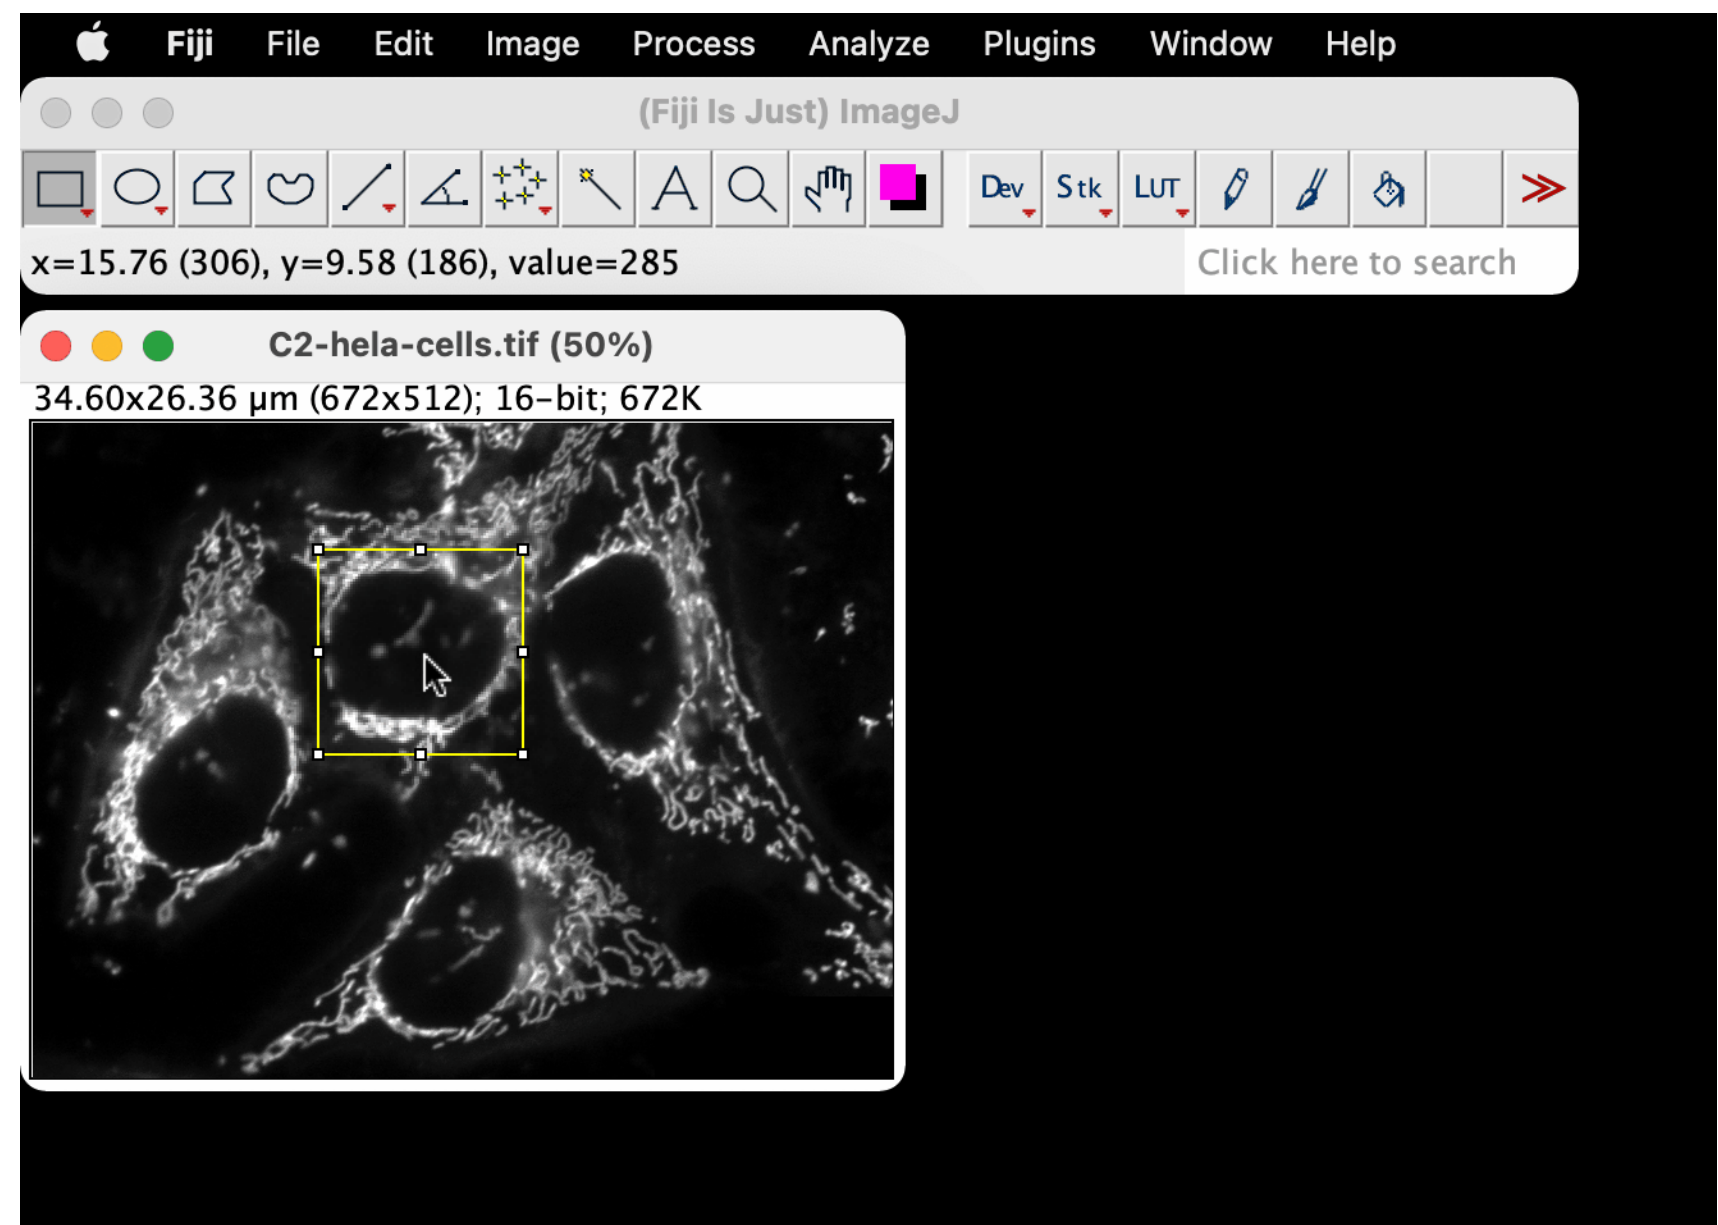 Fiji File Edit Image Process Analyze Plugins Window Help
(Fiji Is Just) ImageJ
A Dev Stk LUT >>
x=15.76 (306), y=9.58 (186), value=285 Click here to search
C2-hela-cells.tif (50%)
34.60x26.36 µm (672x512); 16-bit; 672K